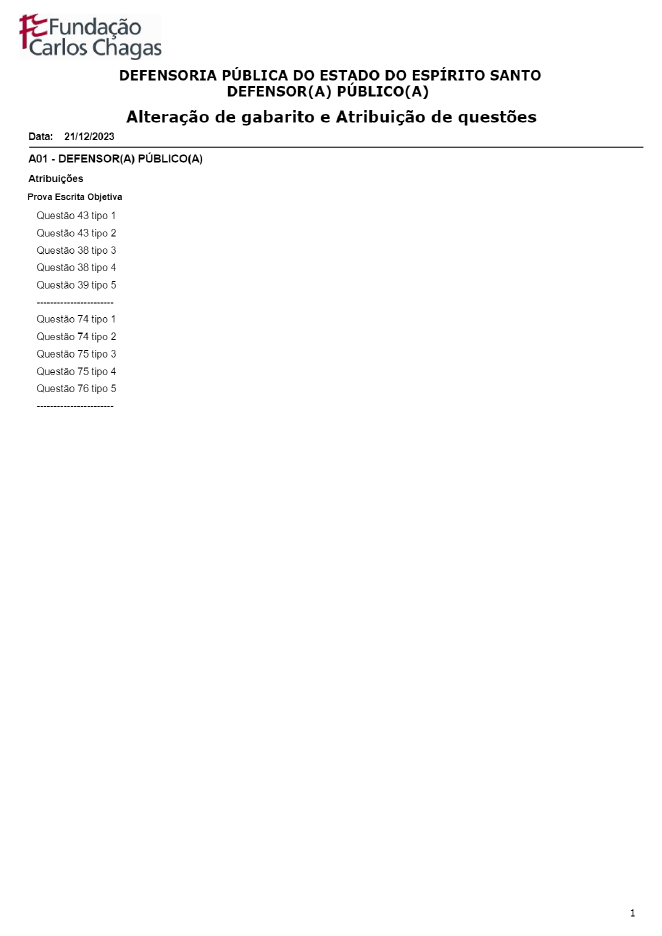 Fundação
Carlos Chagas
DEFENSORIA PÚBLICA DO ESTADO DO ESPÍRITO SANTO
DEFENSOR(A) PÚBLICO(A)
Alteração de gabarito e Atribuição de questões
Data: 21/12/2023
A01 - DEFENSOR(A) PÚBLICO(A)
Atribuições
Prova Escrita Objetiva
Questão 43 tipo 1
Questão 43 tipo 2
Questão 38 tipo 3
Questão 38 tipo 4
Questão 39 tipo 5
-----------------------
Questão 74 tipo 1
Questão 74 tipo 2
Questão 75 tipo 3
Questão 75 tipo 4
Questão 76 tipo 5
-----------------------
1